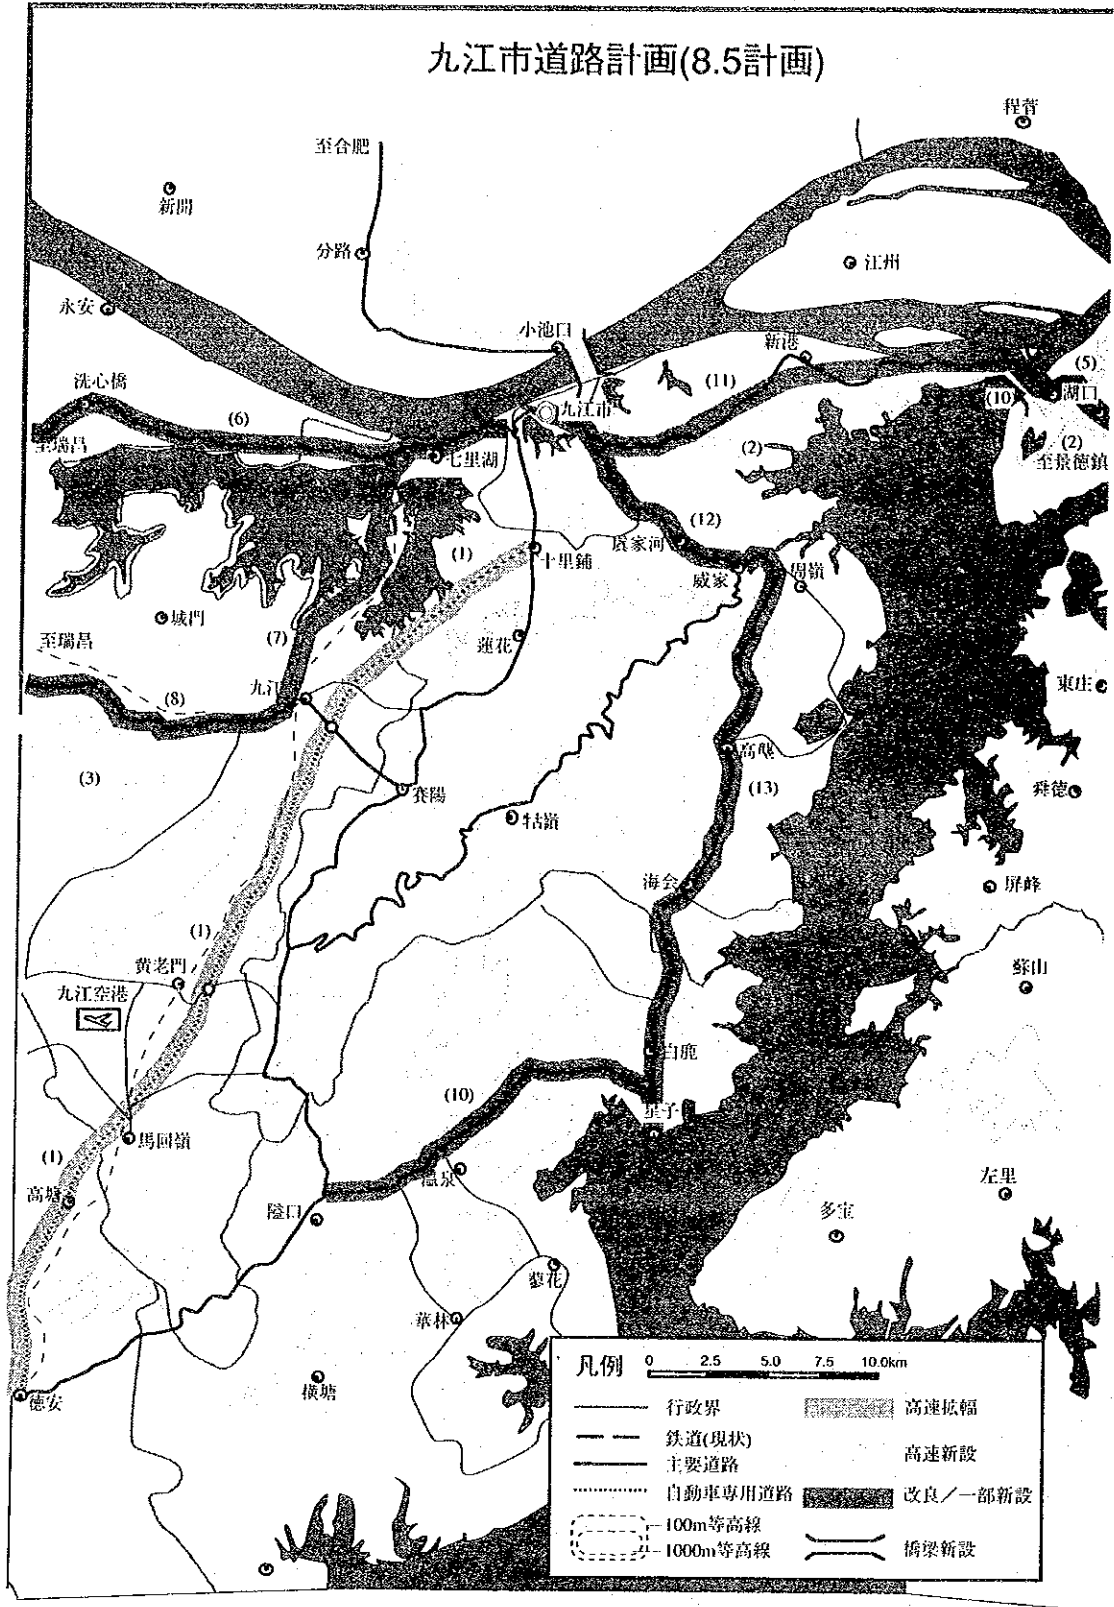 九江市道路計画(8.5計画)
程营
至合肥
新開
分路
江州
永安
小池口
新港
洗心橋
(5)
(11)
(6)
九江市
(10)
湖口
至瑞昌
七里湖
(2)
(2)
至景徳鎮
(12)
(1)
十里鋪
虞家河
威家
周嶺
城門
(7)
蓮花
至瑞昌
九江
(8)
東庄
高壠
(3)
賽陽
(13)
舜徳
牯嶺
海会
屏峰
(1)
黄老門
蘇山
九江空港
白鹿
(10)
星子
馬回嶺
(1)
温泉
左里
高塘
隘口
多宝
蓼花
華林
横塘
徳安
凡例
0 2.5 5.0 7.5 10.0km
行政界
高速拡幅
鉄道(現状)
高速新設
主要道路
自動車専用道路
改良／一部新設
100m等高線
1000m等高線
橋梁新設